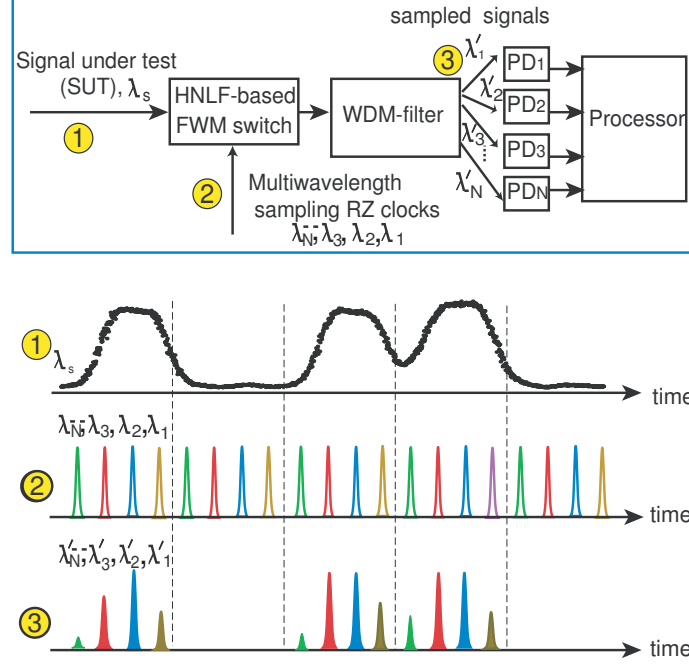 sampled signals
Signal under test
(SUT), λs
1
HNLF-based
FWM switch
WDM-filter
3
λ'1
λ'2
λ'3
λ'N
PD1
PD2
PD3
PDN
Processor
2
Multiwavelength
sampling RZ clocks
λN--, λ3, λ2, λ1
1
λs
time
λN--, λ3, λ2, λ1
2
time
λ'N--, λ'3, λ'2, λ'1
3
time